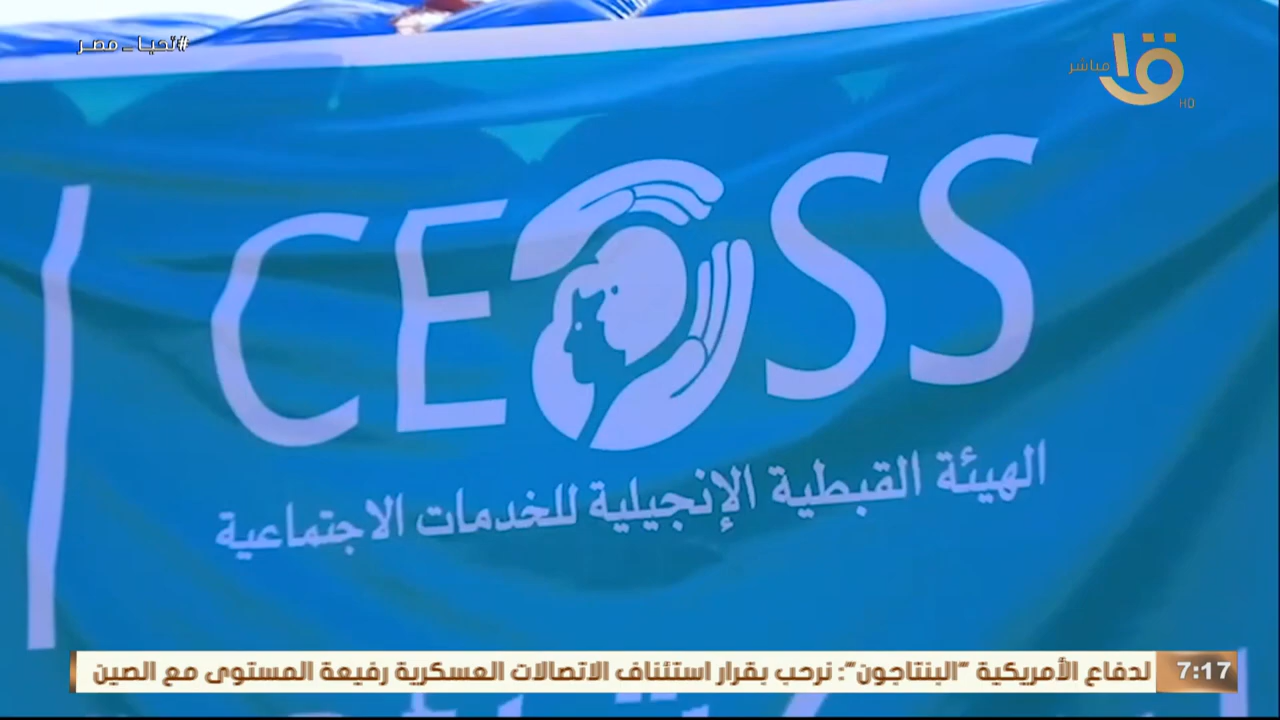 #تحيا_مصر
مباشر
HD
CEOSS
الهيئة القبطية الإنجيلية للخدمات الاجتماعية
7:17
لدفاع الأمريكية "البنتاجون": نرحب بقرار استئناف الاتصالات العسكرية رفيعة المستوى مع الصين